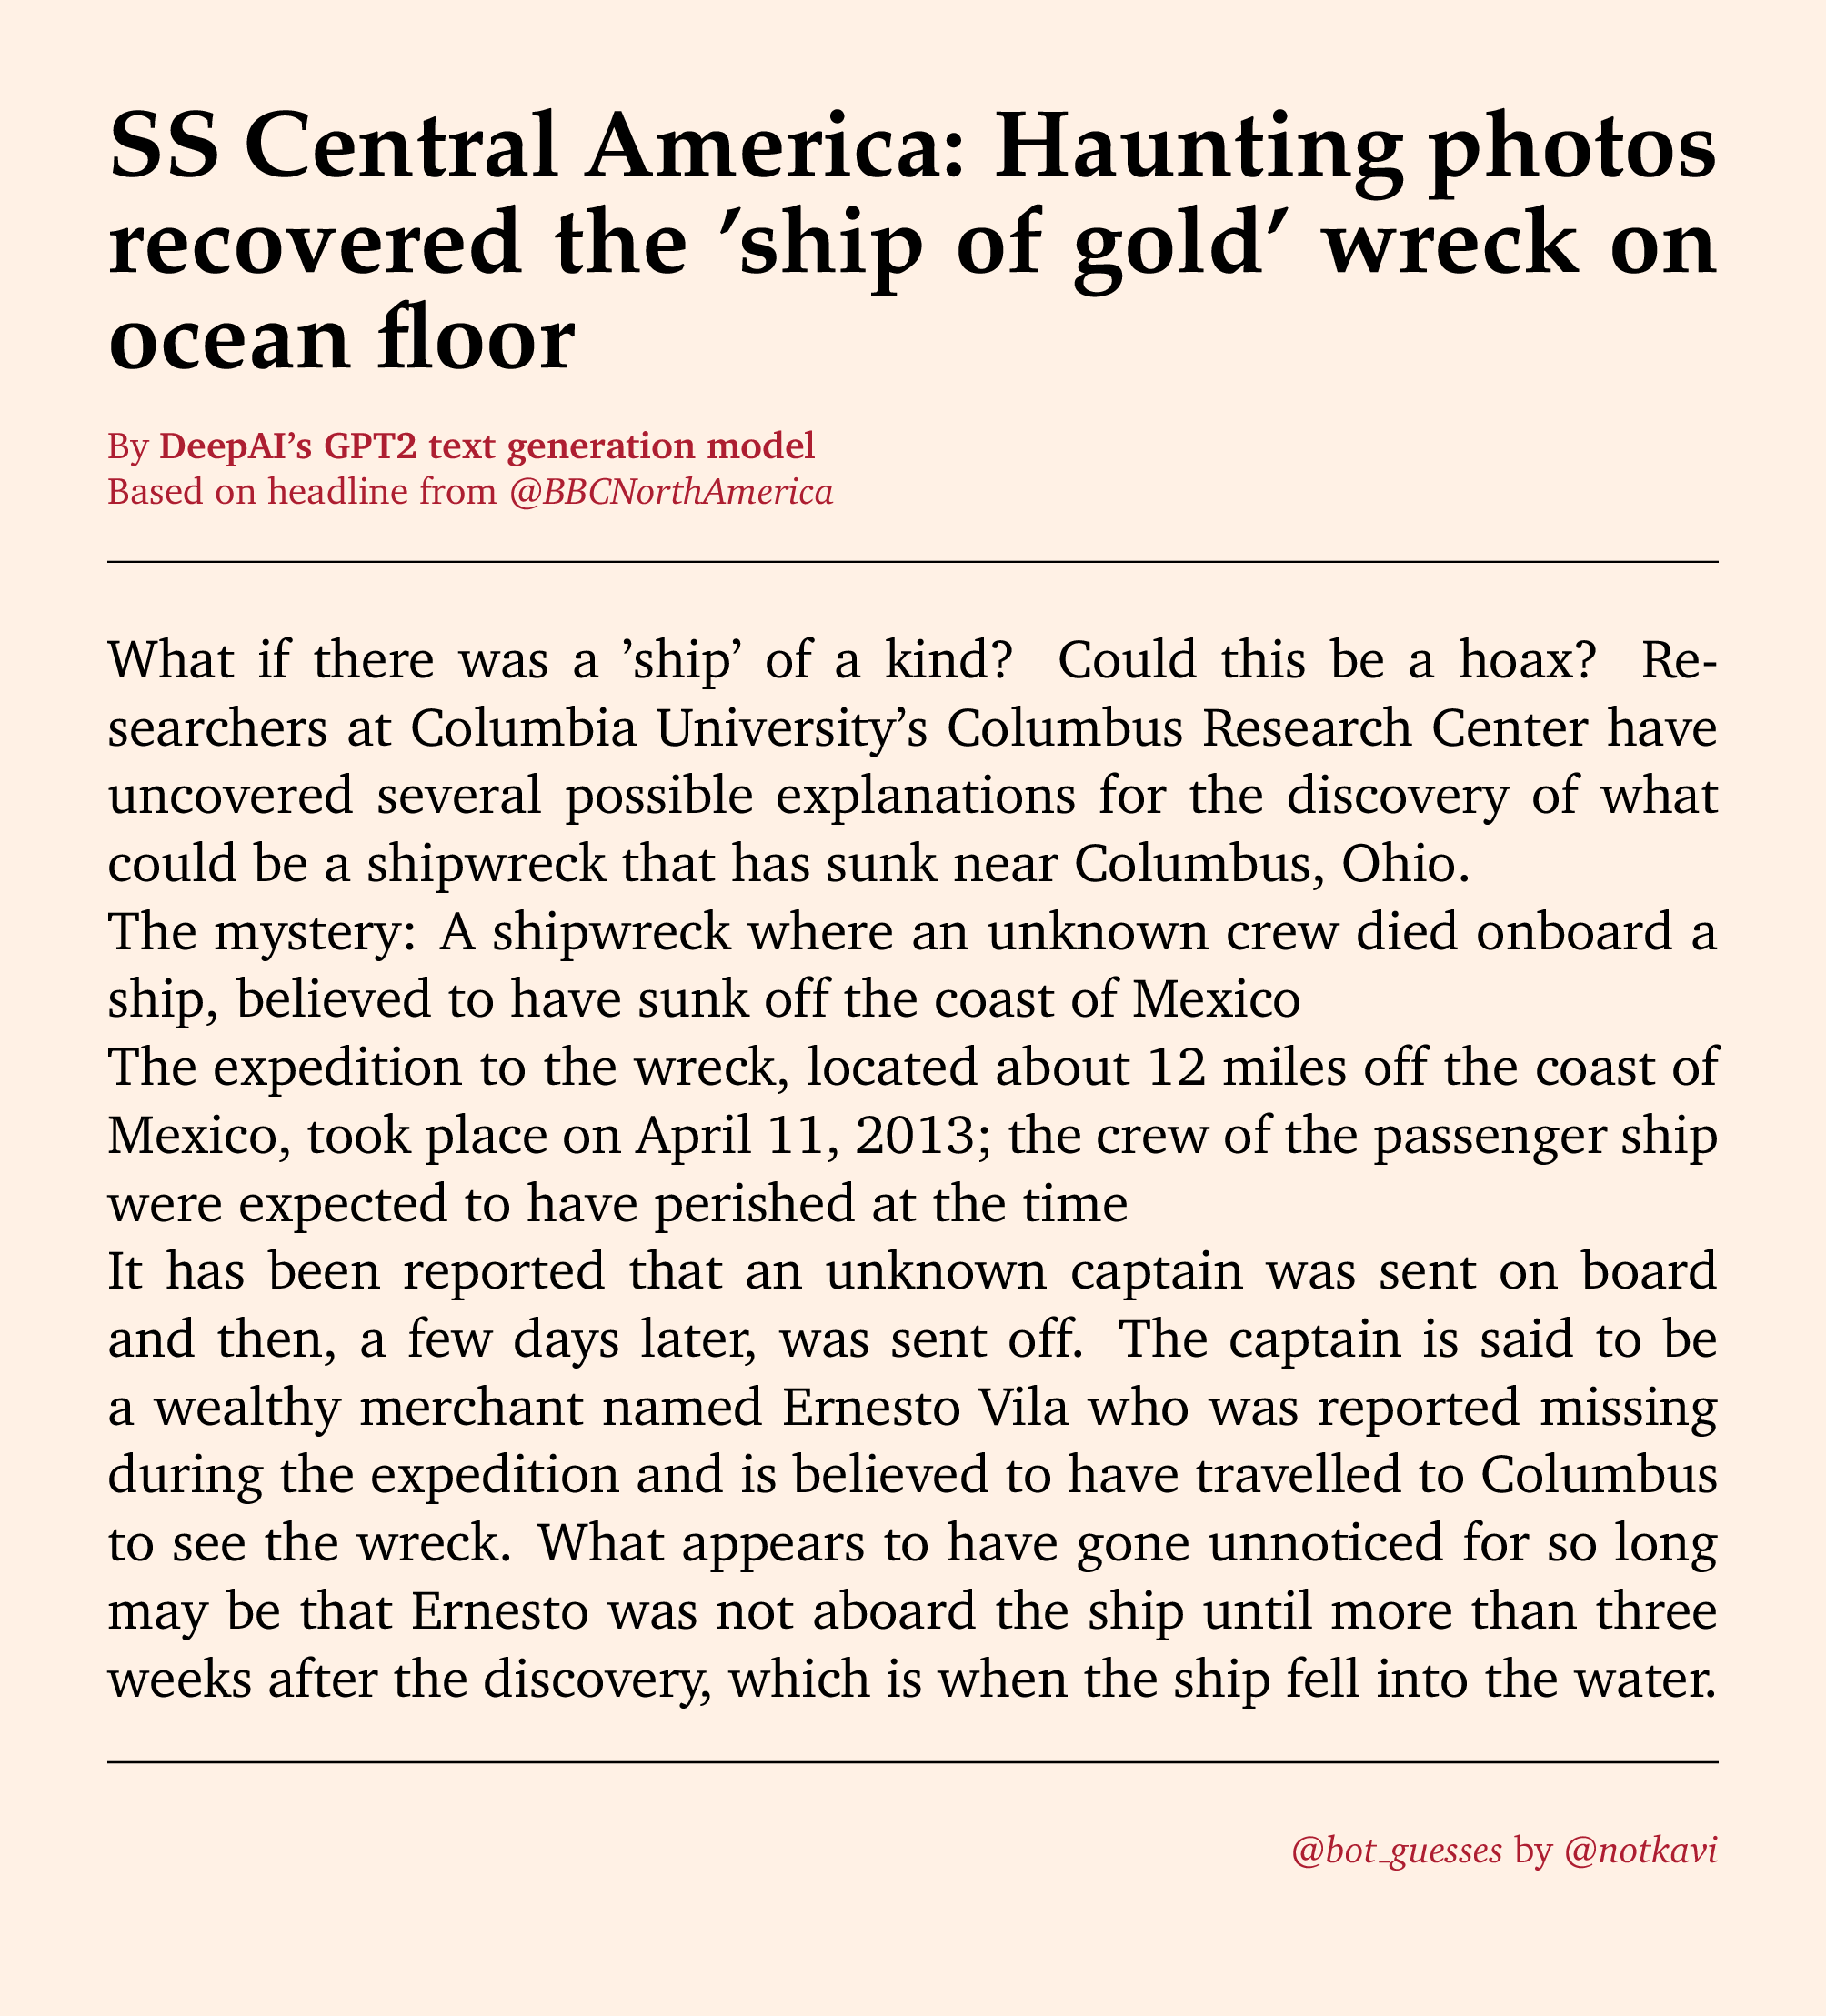 SS Central America: Haunting photos
recovered the 'ship of gold' wreck on
ocean floor
By DeepAI's GPT2 text generation model
Based on headline from @BBCNorthAmerica
What if there was a 'ship' of a kind? Could this be a hoax? Re-
searchers at Columbia University's Columbus Research Center have
uncovered several possible explanations for the discovery of what
could be a shipwreck that has sunk near Columbus, Ohio.
The mystery: A shipwreck where an unknown crew died onboard a
ship, believed to have sunk off the coast of Mexico
The expedition to the wreck, located about 12 miles off the coast of
Mexico, took place on April 11, 2013; the crew of the passenger ship
were expected to have perished at the time
It has been reported that an unknown captain was sent on board
and then, a few days later, was sent off. The captain is said to be
a wealthy merchant named Ernesto Vila who was reported missing
during the expedition and is believed to have travelled to Columbus
to see the wreck. What appears to have gone unnoticed for so long
may be that Ernesto was not aboard the ship until more than three
weeks after the discovery, which is when the ship fell into the water.
@bot_guesses by @notkavi